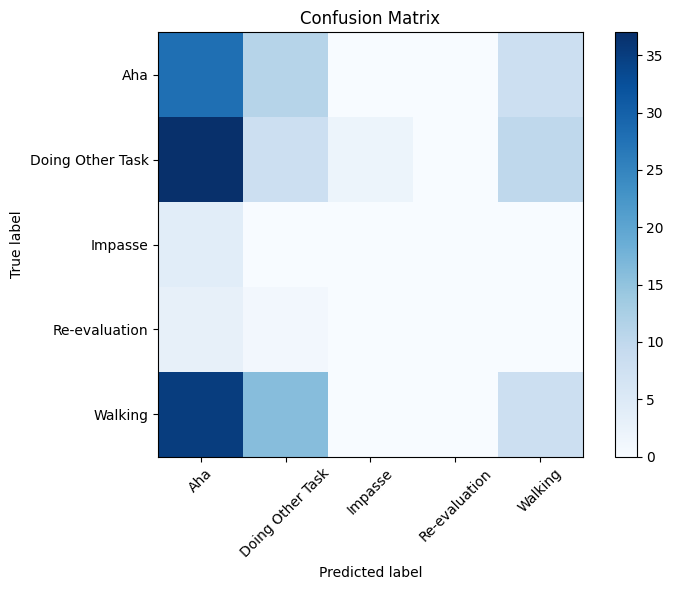 Confusion Matrix
True label
Aha
Doing Other Task
Impasse
Re-evaluation
Walking
Aha
Doing Other Task
Impasse
Re-evaluation
Walking
Predicted label
35
30
25
20
15
10
5
0